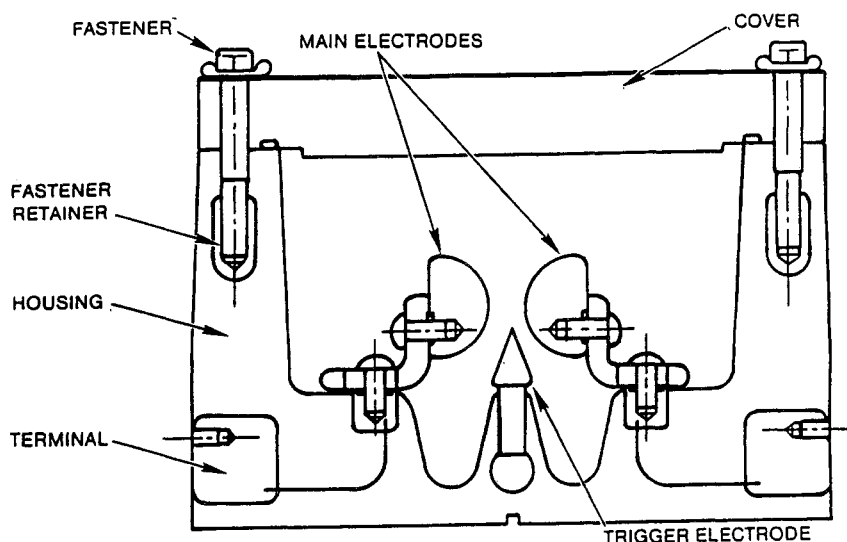 FASTENER
MAIN ELECTRODES
COVER
FASTENER
RETAINER
HOUSING
TERMINAL
TRIGGER ELECTRODE